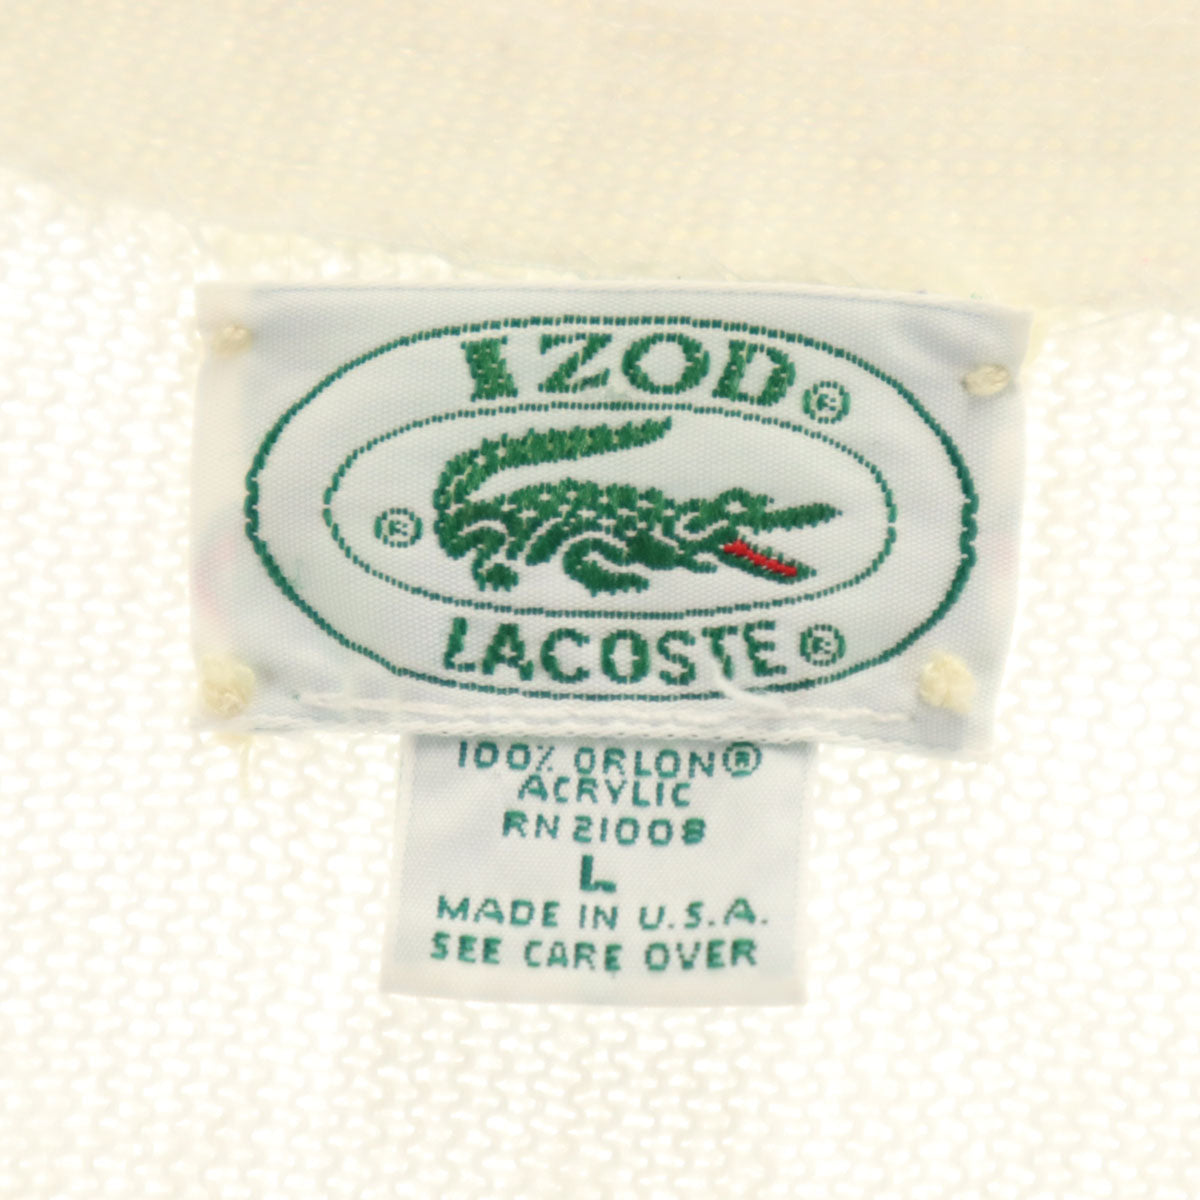 IZOD®
®
LACOSTE®
100% ORLON®
ACRYLIC
RN 21008
L
MADE IN U.S.A.
SEE CARE OVER